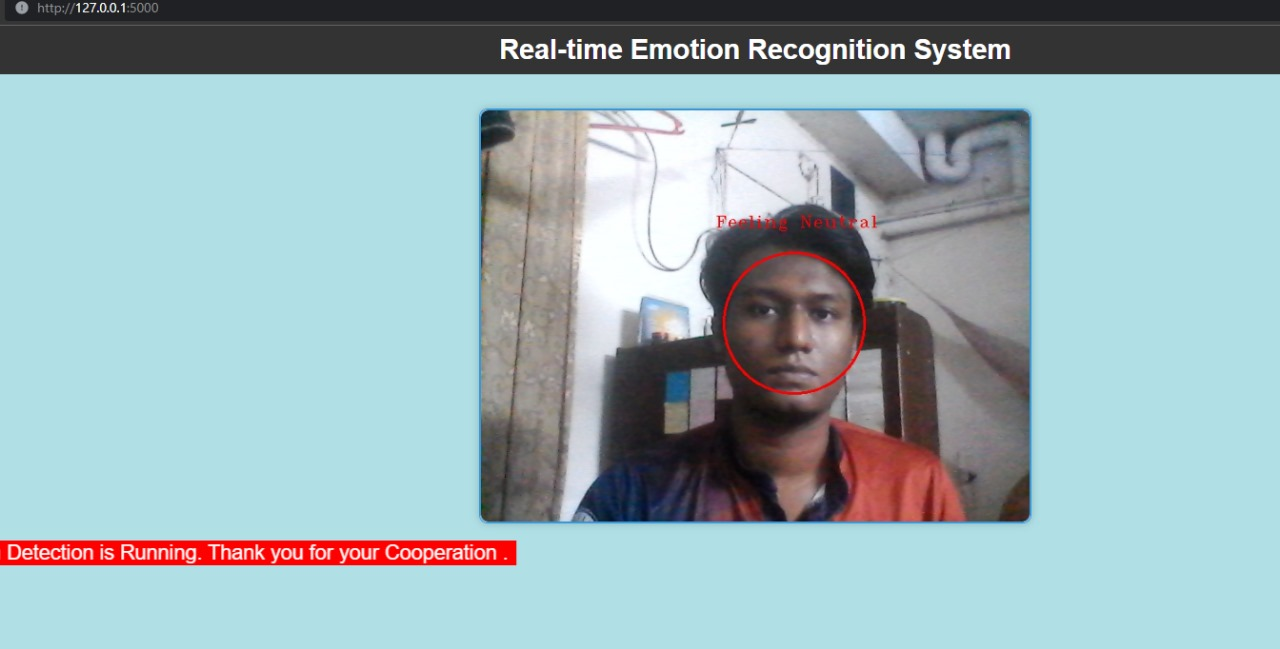 http://127.0.0.1:5000
Real-time Emotion Recognition System
Feeling Neutral
Detection is Running. Thank you for your Cooperation .